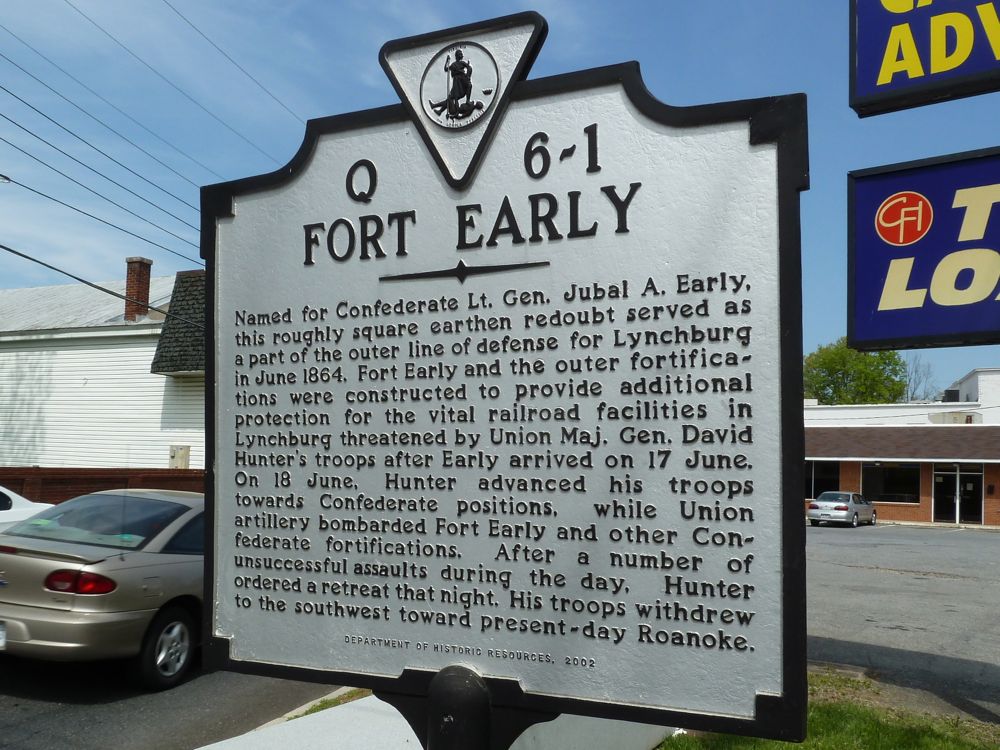 Q 6-1
FORT EARLY
Named for Confederate Lt. Gen. Jubal A. Early,
this roughly square earthen redoubt served as
a part of the outer line of defense for Lynchburg
in June 1864. Fort Early and the outer fortifica-
tions were constructed to provide additional
protection for the vital railroad facilities in
Lynchburg threatened by Union Maj. Gen. David
Hunter's troops after Early arrived on 17 June.
On 18 June, Hunter advanced his troops
towards Confederate positions, while Union
artillery bombarded Fort Early and other Con-
federate fortifications. After a number of
unsuccessful assaults during the day, Hunter
ordered a retreat that night. His troops withdrew
to the southwest toward present-day Roanoke.
DEPARTMENT OF HISTORIC RESOURCES, 2002
CA
ADV
CH
T
LO